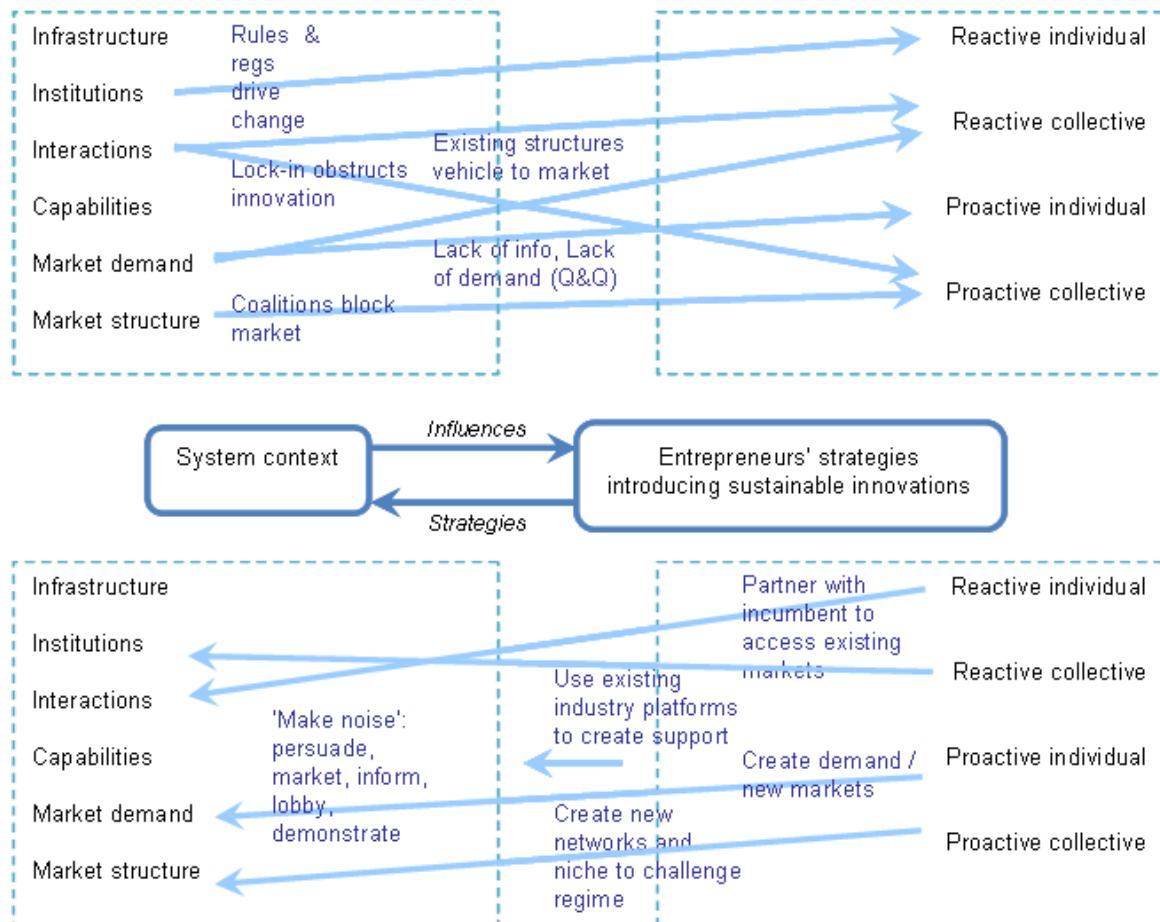 Infrastructure
Institutions
Interactions
Capabilities
Market demand
Market structure
Rules & 
regs
drive
change
Lock-in obstructs
innovation
Coalitions block
market
Existing structures
vehicle to market
Lack of info, Lack
of demand (Q&Q)
Reactive individual
Reactive collective
Proactive individual
Proactive collective
System context
Influences
Strategies
Entrepreneurs' strategies
introducing sustainable innovations
Infrastructure
Institutions
Interactions
Capabilities
Market demand
Market structure
'Make noise':
persuade,
market, inform,
lobby,
demonstrate
Use existing
industry platforms
to create support
Create new
networks and
niche to challenge
regime
Partner with
incumbent to
access existing
markets
Create demand /
new markets
Reactive individual
Reactive collective
Proactive individual
Proactive collective